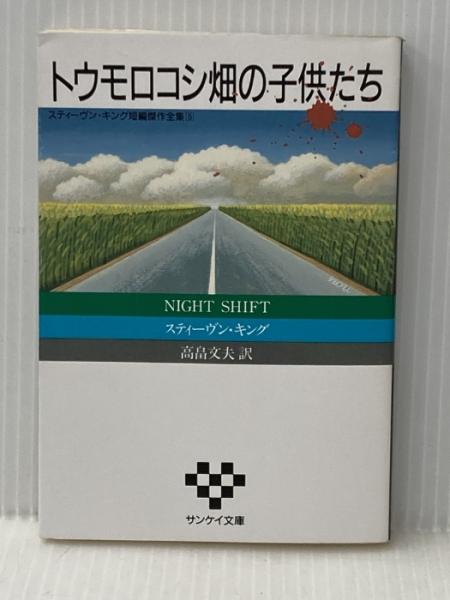 トウモロコシ畑の子供たち
スティーヴン・キング短編傑作全集⑤
NIGHT SHIFT
スティーヴン・キング
高畠文夫 訳
サンケイ文庫